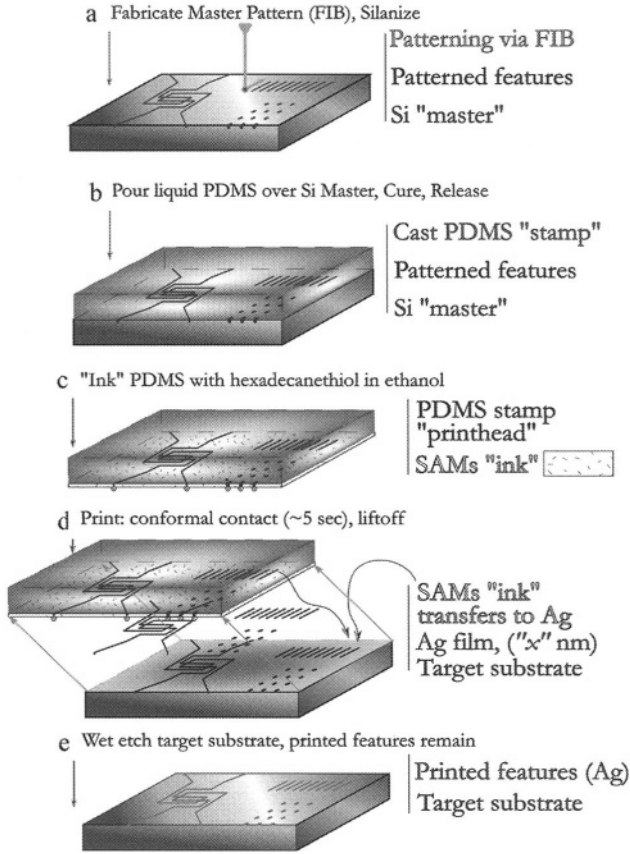 a Fabricate Master Pattern (FIB), Silanize
Patterning via FIB
Patterned features
Si "master"
b Pour liquid PDMS over Si Master, Cure, Release
Cast PDMS "stamp"
Patterned features
Si "master"
c "Ink" PDMS with hexadecanethiol in ethanol
PDMS stamp
"printhead"
SAMs "ink"
d Print: conformal contact (~5 sec), liftoff
SAMs "ink"
transfers to Ag
Ag film, ("x" nm)
Target substrate
e Wet etch target substrate, printed features remain
Printed features (Ag)
Target substrate